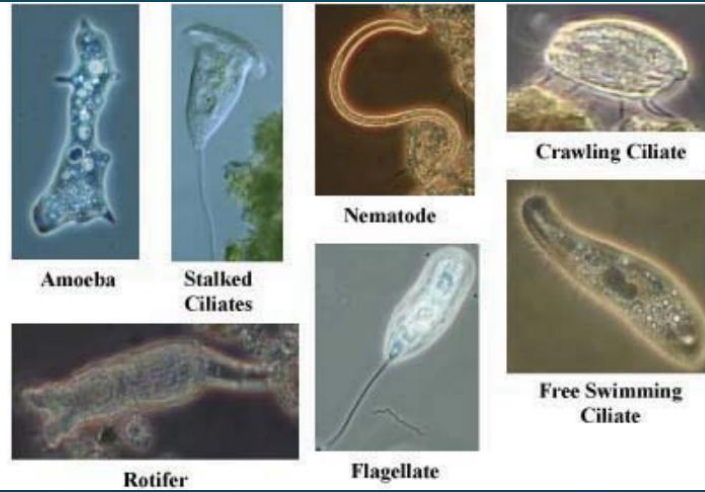 Amoeba
Stalked
Ciliates
Nematode
Crawling Ciliate
Rotifer
Flagellate
Free Swimming
Ciliate